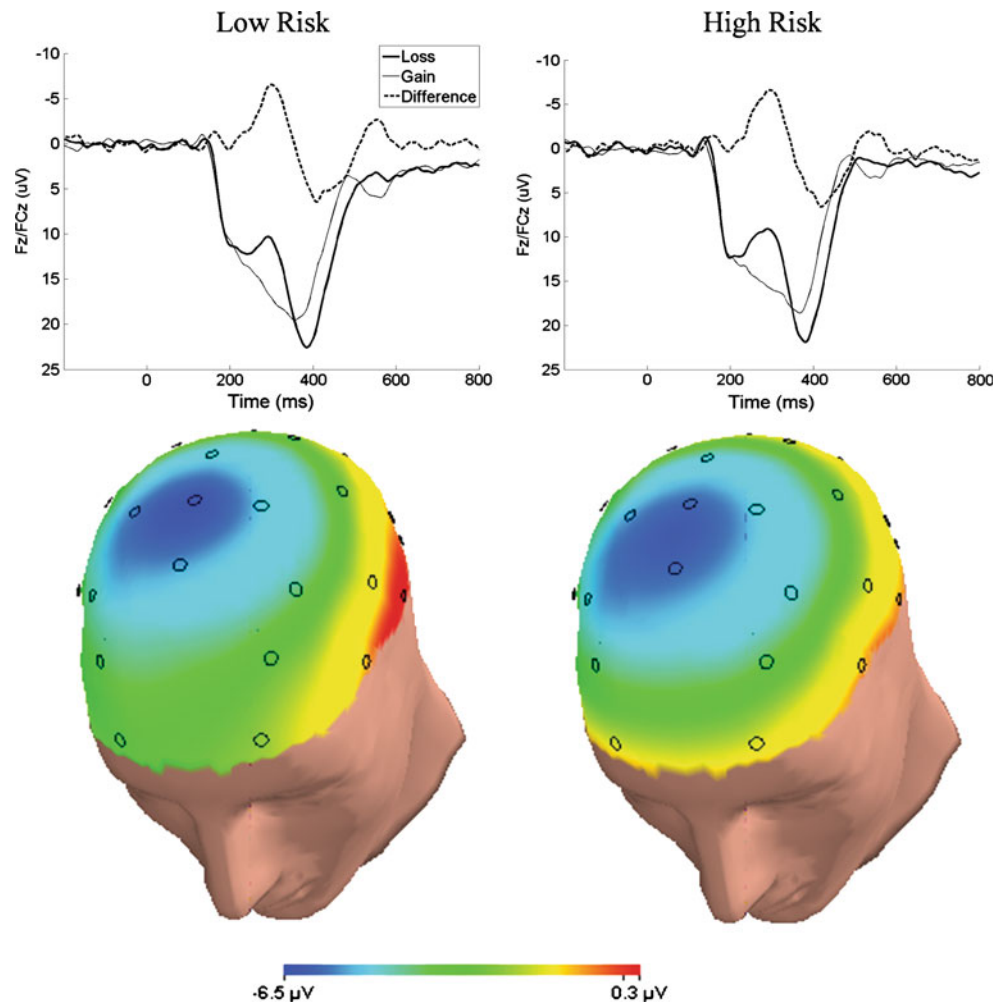 Low Risk
High Risk
-10
-5
0
5
10
15
20
25
Fz/FCz (uV)
Loss
Gain
Difference
0
200
400
600
800
Time (ms)
-10
-5
0
5
10
15
20
25
Fz/FCz (uV)
0
200
400
600
800
Time (ms)
-6.5 µV
0.3 µV